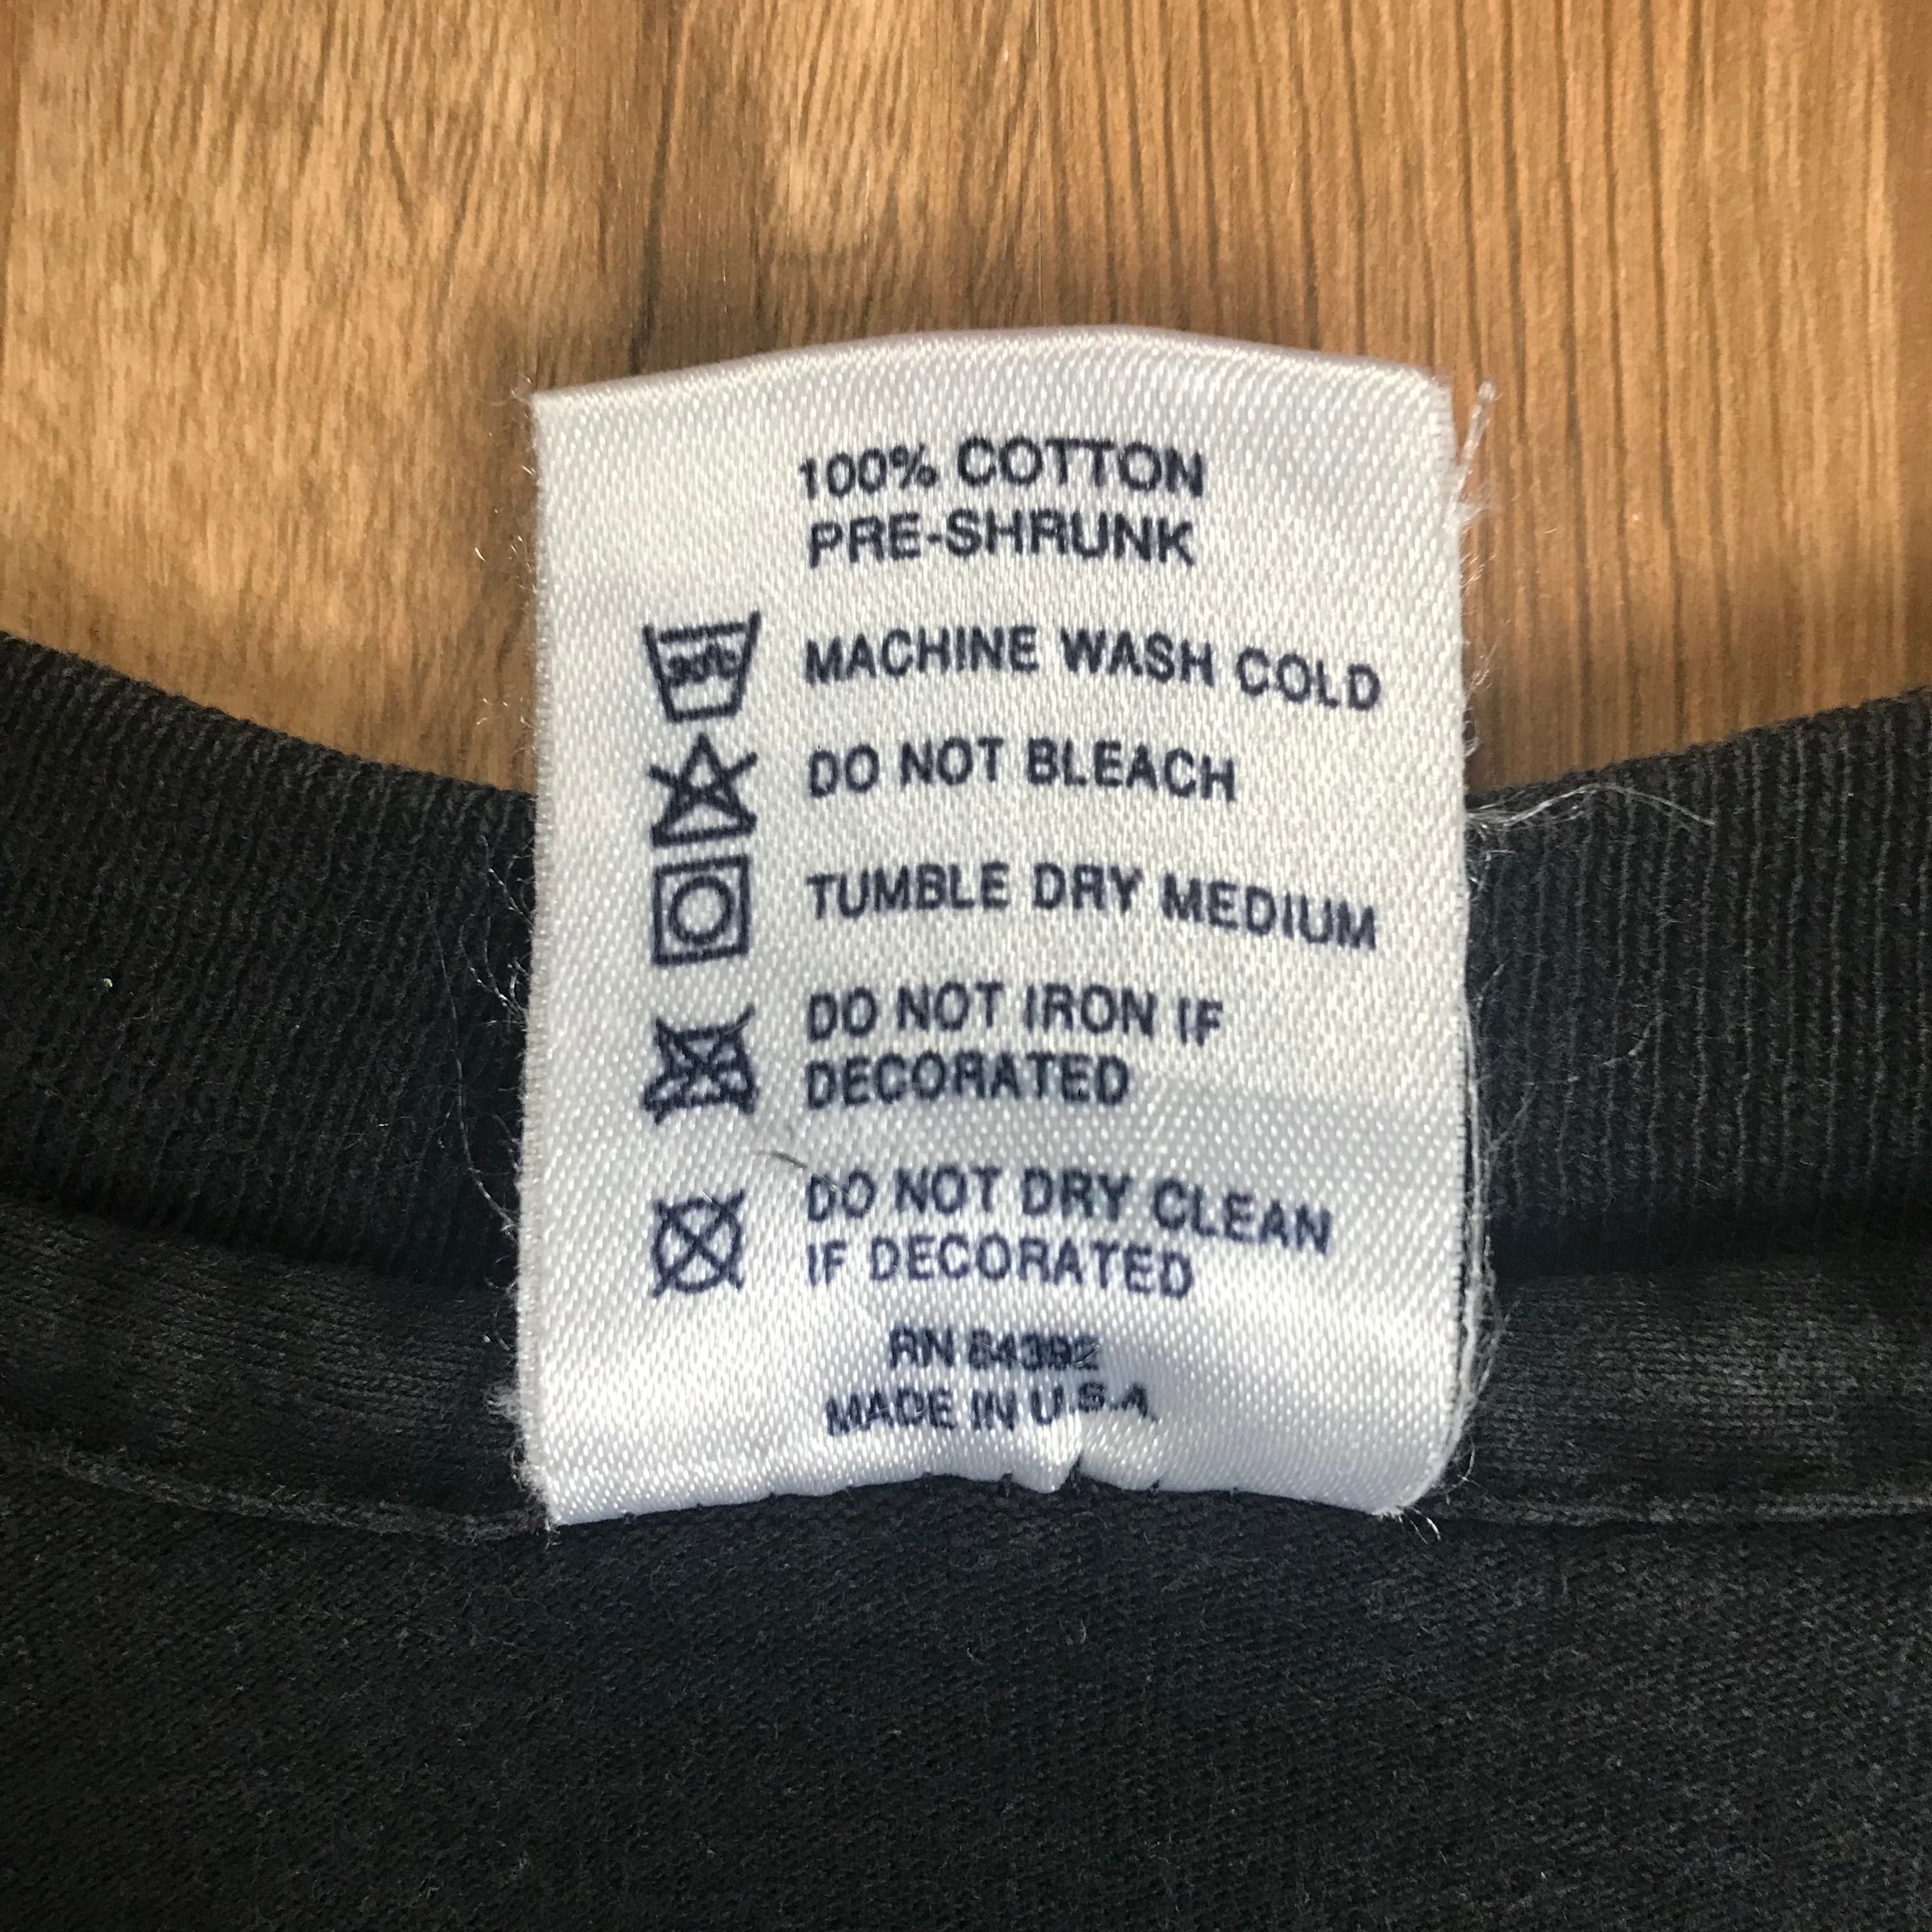 100% COTTON
PRE-SHRUNK
30°C
MACHINE WASH COLD
DO NOT BLEACH
TUMBLE DRY MEDIUM
DO NOT IRON IF
DECORATED
DO NOT DRY CLEAN
IF DECORATED
RN 84392
MADE IN U.S.A.